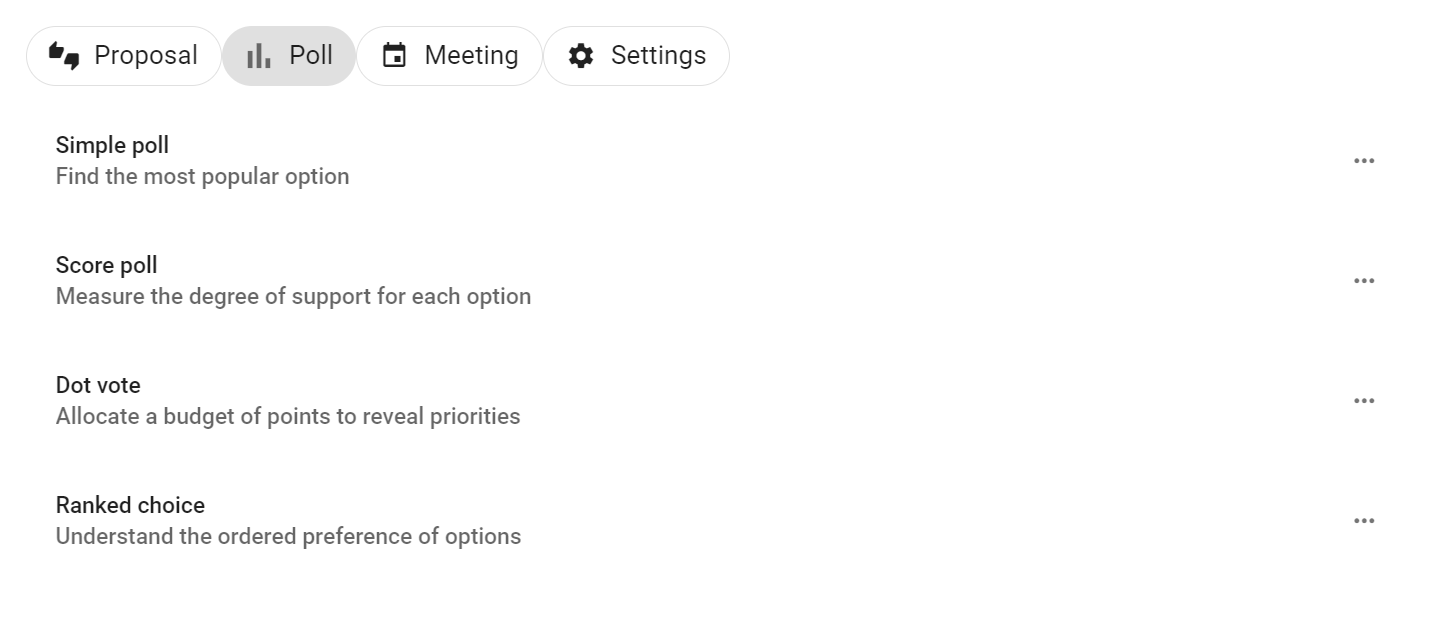 Proposal Poll Meeting Settings
Simple poll
Find the most popular option
Score poll
Measure the degree of support for each option
Dot vote
Allocate a budget of points to reveal priorities
Ranked choice
Understand the ordered preference of options